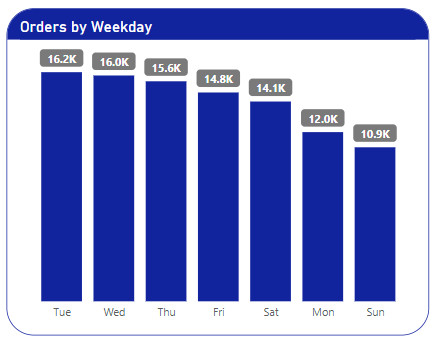 Orders by Weekday
16.2K
16.0K
15.6K
14.8K
14.1K
12.0K
10.9K
Tue Wed Thu Fri Sat Mon Sun